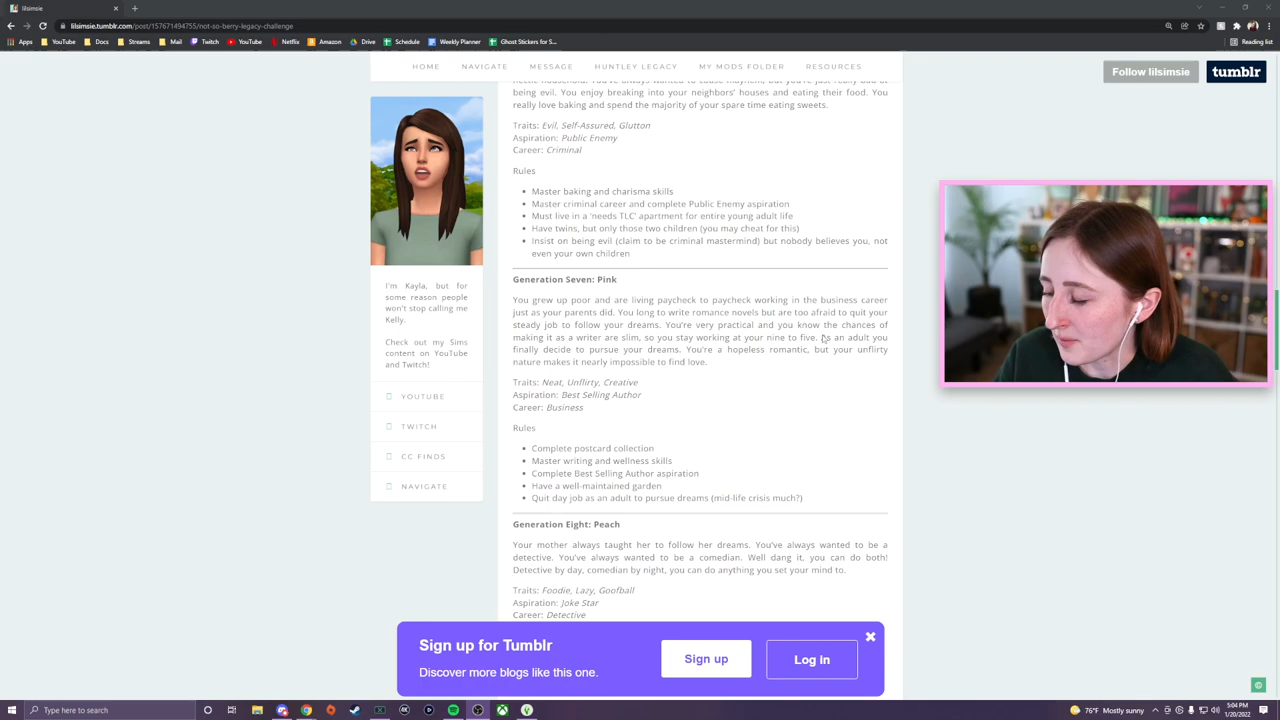 lilsimsie
lilsimsie.tumblr.com/post/157671494755/not-so-berry-legacy-challenge
Apps YouTube Docs Streams Mail Twitch YouTube Netflix Amazon Drive Schedule Weekly Planner Ghost Stickers for S... Reading list
HOME NAVIGATE MESSAGE HUNTLEY LEGACY MY MODS FOLDER RESOURCES
Follow lilsimsie tumblr
being evil. You enjoy breaking into your neighbors' houses and eating their food. You
really love baking and spend the majority of your spare time eating sweets.
Traits: Evil, Self-Assured, Glutton
Aspiration: Public Enemy
Career: Criminal
Rules
Master baking and charisma skills
Master criminal career and complete Public Enemy aspiration
Must live in a 'needs TLC' apartment for entire young adult life
Have twins, but only those two children (you may cheat for this)
Insist on being evil (claim to be criminal mastermind) but nobody believes you, not
even your own children
Generation Seven: Pink
You grew up poor and are living paycheck to paycheck working in the business career
just as your parents did. You long to write romance novels but are too afraid to quit your
steady job to follow your dreams. You're very practical and you know the chances of
making it as a writer are slim, so you stay working at your nine to five. As an adult you
finally decide to pursue your dreams. You're a hopeless romantic, but your unflirty
nature makes it nearly impossible to find love.
Traits: Neat, Unflirty, Creative
Aspiration: Best Selling Author
Career: Business
Rules
Complete postcard collection
Master writing and wellness skills
Complete Best Selling Author aspiration
Have a well-maintained garden
Quit day job as an adult to pursue dreams (mid-life crisis much?)
Generation Eight: Peach
Your mother always taught her to follow her dreams. You've always wanted to be a
detective. You've always wanted to be a comedian. Well dang it, you can do both!
Detective by day, comedian by night, you can do anything you set your mind to.
Traits: Foodie, Lazy, Goofball
Aspiration: Joke Star
Career: Detective
I'm Kayla, but for
some reason people
won't stop calling me
Kelly.
Check out my Sims
content on YouTube
and Twitch!
YOUTUBE
TWITCH
CC FINDS
NAVIGATE
Sign up for Tumblr
Discover more blogs like this one.
Sign up
Log in
Type here to search
76°F Mostly sunny
5:04 PM
1/20/2022